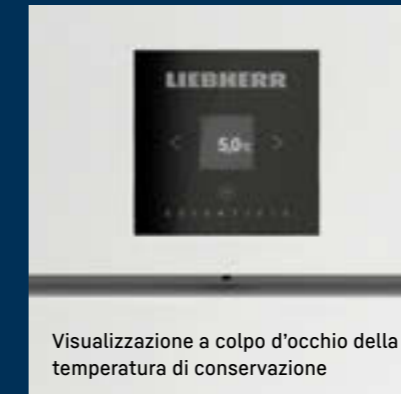 LIEBHERR
< 5,0°c >
Visualizzazione a colpo d'occhio della
temperatura di conservazione